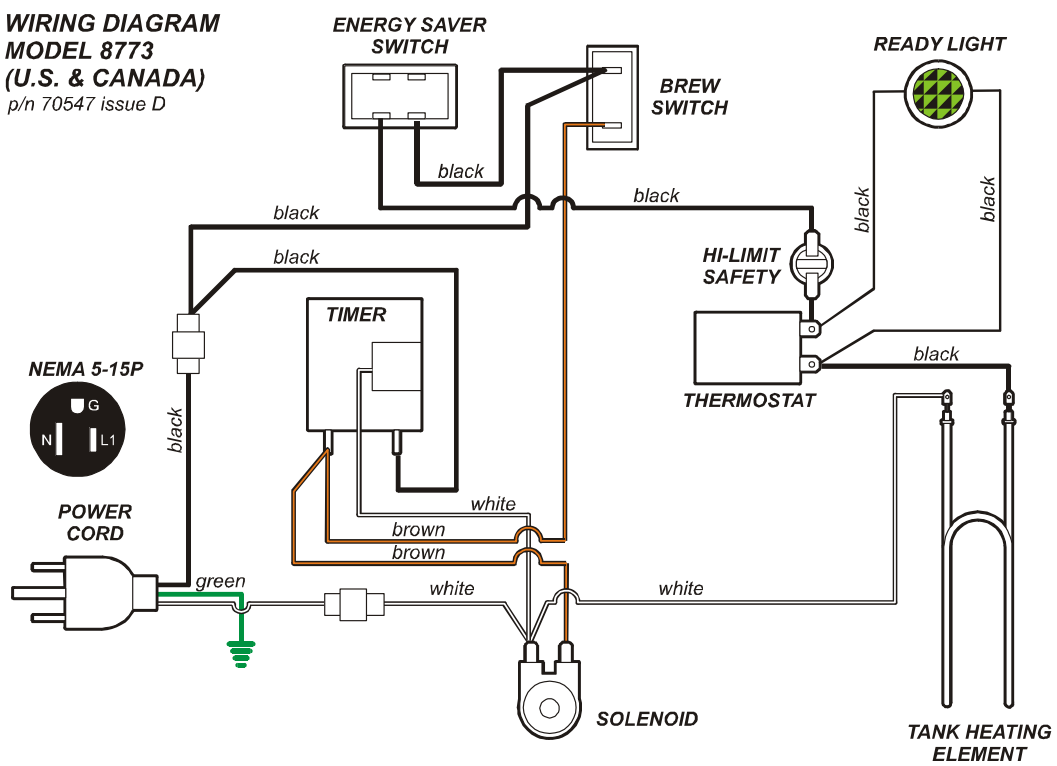 WIRING DIAGRAM
MODEL 8773
(U.S. & CANADA)
p/n 70547 issue D
ENERGY SAVER
SWITCH
BREW
SWITCH
READY LIGHT
black
black
black
black
black
black
HI-LIMIT
SAFETY
TIMER
NEMA 5-15P
G
N
L1
black
THERMOSTAT
black
POWER
CORD
white
brown
brown
green
white
white
SOLENOID
TANK HEATING
ELEMENT